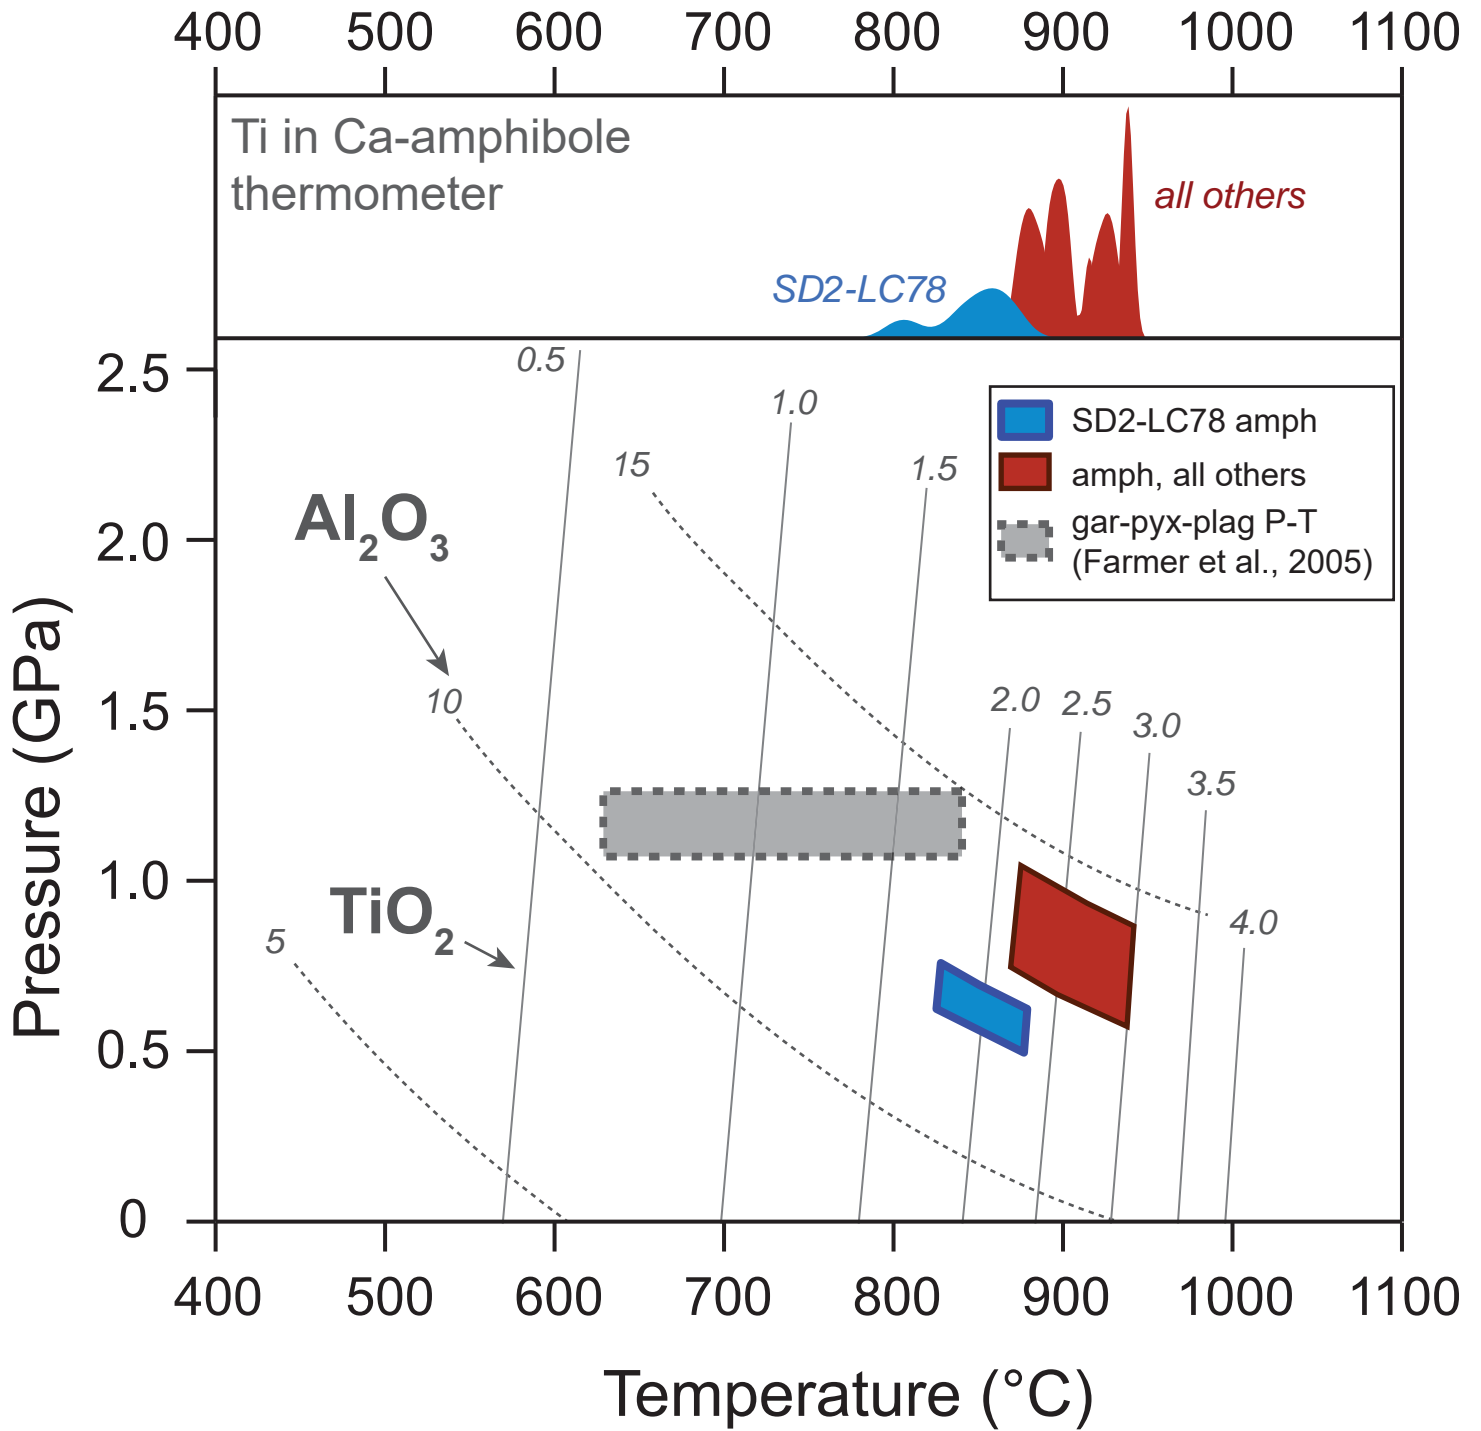 400 500 600 700 800 900 1000 1100
Ti in Ca-amphibole
thermometer
all others
SD2-LC78
2.5
0.5
1.0
15
1.5
SD2-LC78 amph
amph, all others
gar-pyx-plag P-T
(Farmer et al., 2005)
Al2O3
2.0
10
1.5
2.0
2.5
3.0
3.5
1.0
TiO2
5
4.0
0.5
0
Pressure (GPa)
400 500 600 700 800 900 1000 1100
Temperature (°C)